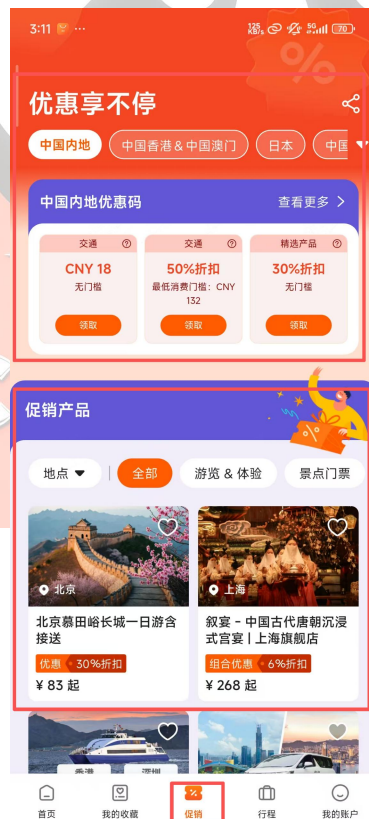 3:11
125 KB/s 5G 70
优惠享不停
中国内地
中国香港 & 中国澳门
日本
中国
中国内地优惠码
查看更多 >
交通
交通
精选产品
CNY 18
50%折扣
30%折扣
无门槛
最低消费门槛：CNY
132
无门槛
领取
领取
领取
促销产品
地点
全部
游览 & 体验
景点门票
北京
上海
北京慕田峪长城一日游含
接送
叙宴 - 中国古代唐朝沉浸
式宫宴 | 上海旗舰店
优惠 30%折扣
组合优惠 6%折扣
¥ 83 起
¥ 268 起
香港
深圳
首页
我的收藏
促销
行程
我的账户